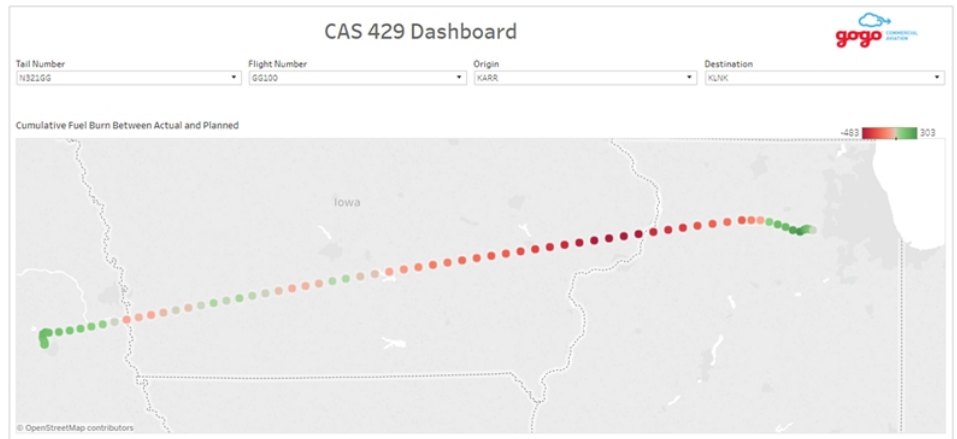 CAS 429 Dashboard
gogo COMMERCIAL AVIATION
Tail Number
N321GG
Flight Number
GG100
Origin
KARR
Destination
KLNK
Cumulative Fuel Burn Between Actual and Planned
-483 303
Iowa
© OpenStreetMap contributors